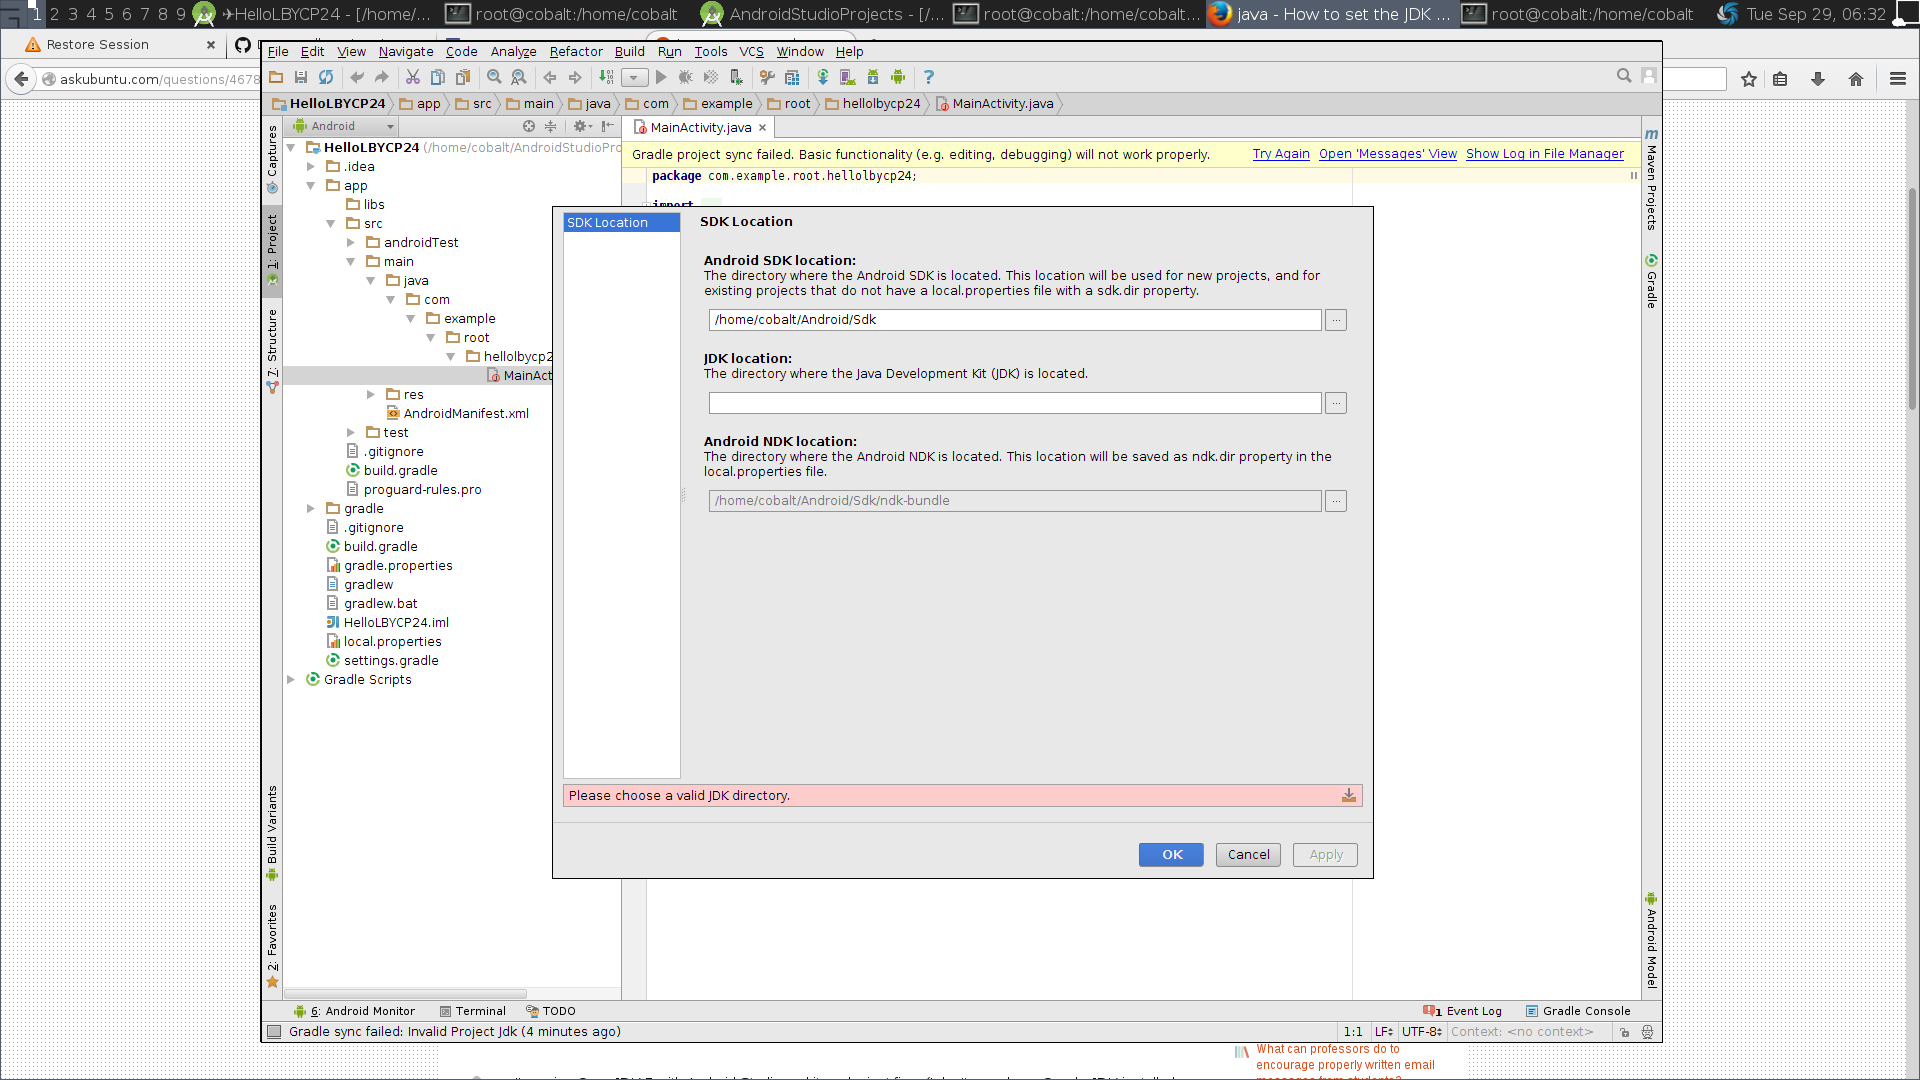 1 2 3 4 5 6 7 8 9
HelloLBYCP24 - [/home/...
root@cobalt:/home/cobalt
AndroidStudioProjects - [/...
root@cobalt:/home/cobalt...
java - How to set the JDK ...
root@cobalt:/home/cobalt
Tue Sep 29, 06:32
Restore Session
askubuntu.com/questions/4678
File Edit View Navigate Code Analyze Refactor Build Run Tools VCS Window Help
HelloLBYCP24 app src main java com example root hellolbycp24 MainActivity.java
Captures
1: Project
7: Structure
Build Variants
2: Favorites
Android
HelloLBYCP24 (/home/cobalt/AndroidStudioPro
.idea
app
libs
src
androidTest
main
java
com
example
root
hellolbycp2
MainAct
res
AndroidManifest.xml
test
.gitignore
build.gradle
proguard-rules.pro
gradle
.gitignore
build.gradle
gradle.properties
gradlew
gradlew.bat
HelloLBYCP24.iml
local.properties
settings.gradle
Gradle Scripts
MainActivity.java
Gradle project sync failed. Basic functionality (e.g. editing, debugging) will not work properly. Try Again Open 'Messages' View Show Log in File Manager
package com.example.root.hellolbycp24;
import
SDK Location
SDK Location
Android SDK location:
The directory where the Android SDK is located. This location will be used for new projects, and for
existing projects that do not have a local.properties file with a sdk.dir property.
/home/cobalt/Android/Sdk
...
JDK location:
The directory where the Java Development Kit (JDK) is located.
...
Android NDK location:
The directory where the Android NDK is located. This location will be saved as ndk.dir property in the
local.properties file.
/home/cobalt/Android/Sdk/ndk-bundle
...
Please choose a valid JDK directory.
OK Cancel Apply
m
Maven Projects
Gradle
Android Model
6: Android Monitor Terminal TODO
1 Event Log Gradle Console
Gradle sync failed: Invalid Project Jdk (4 minutes ago)
1:1 LF UTF-8 Context: <no context>
What can professors do to
encourage properly written email